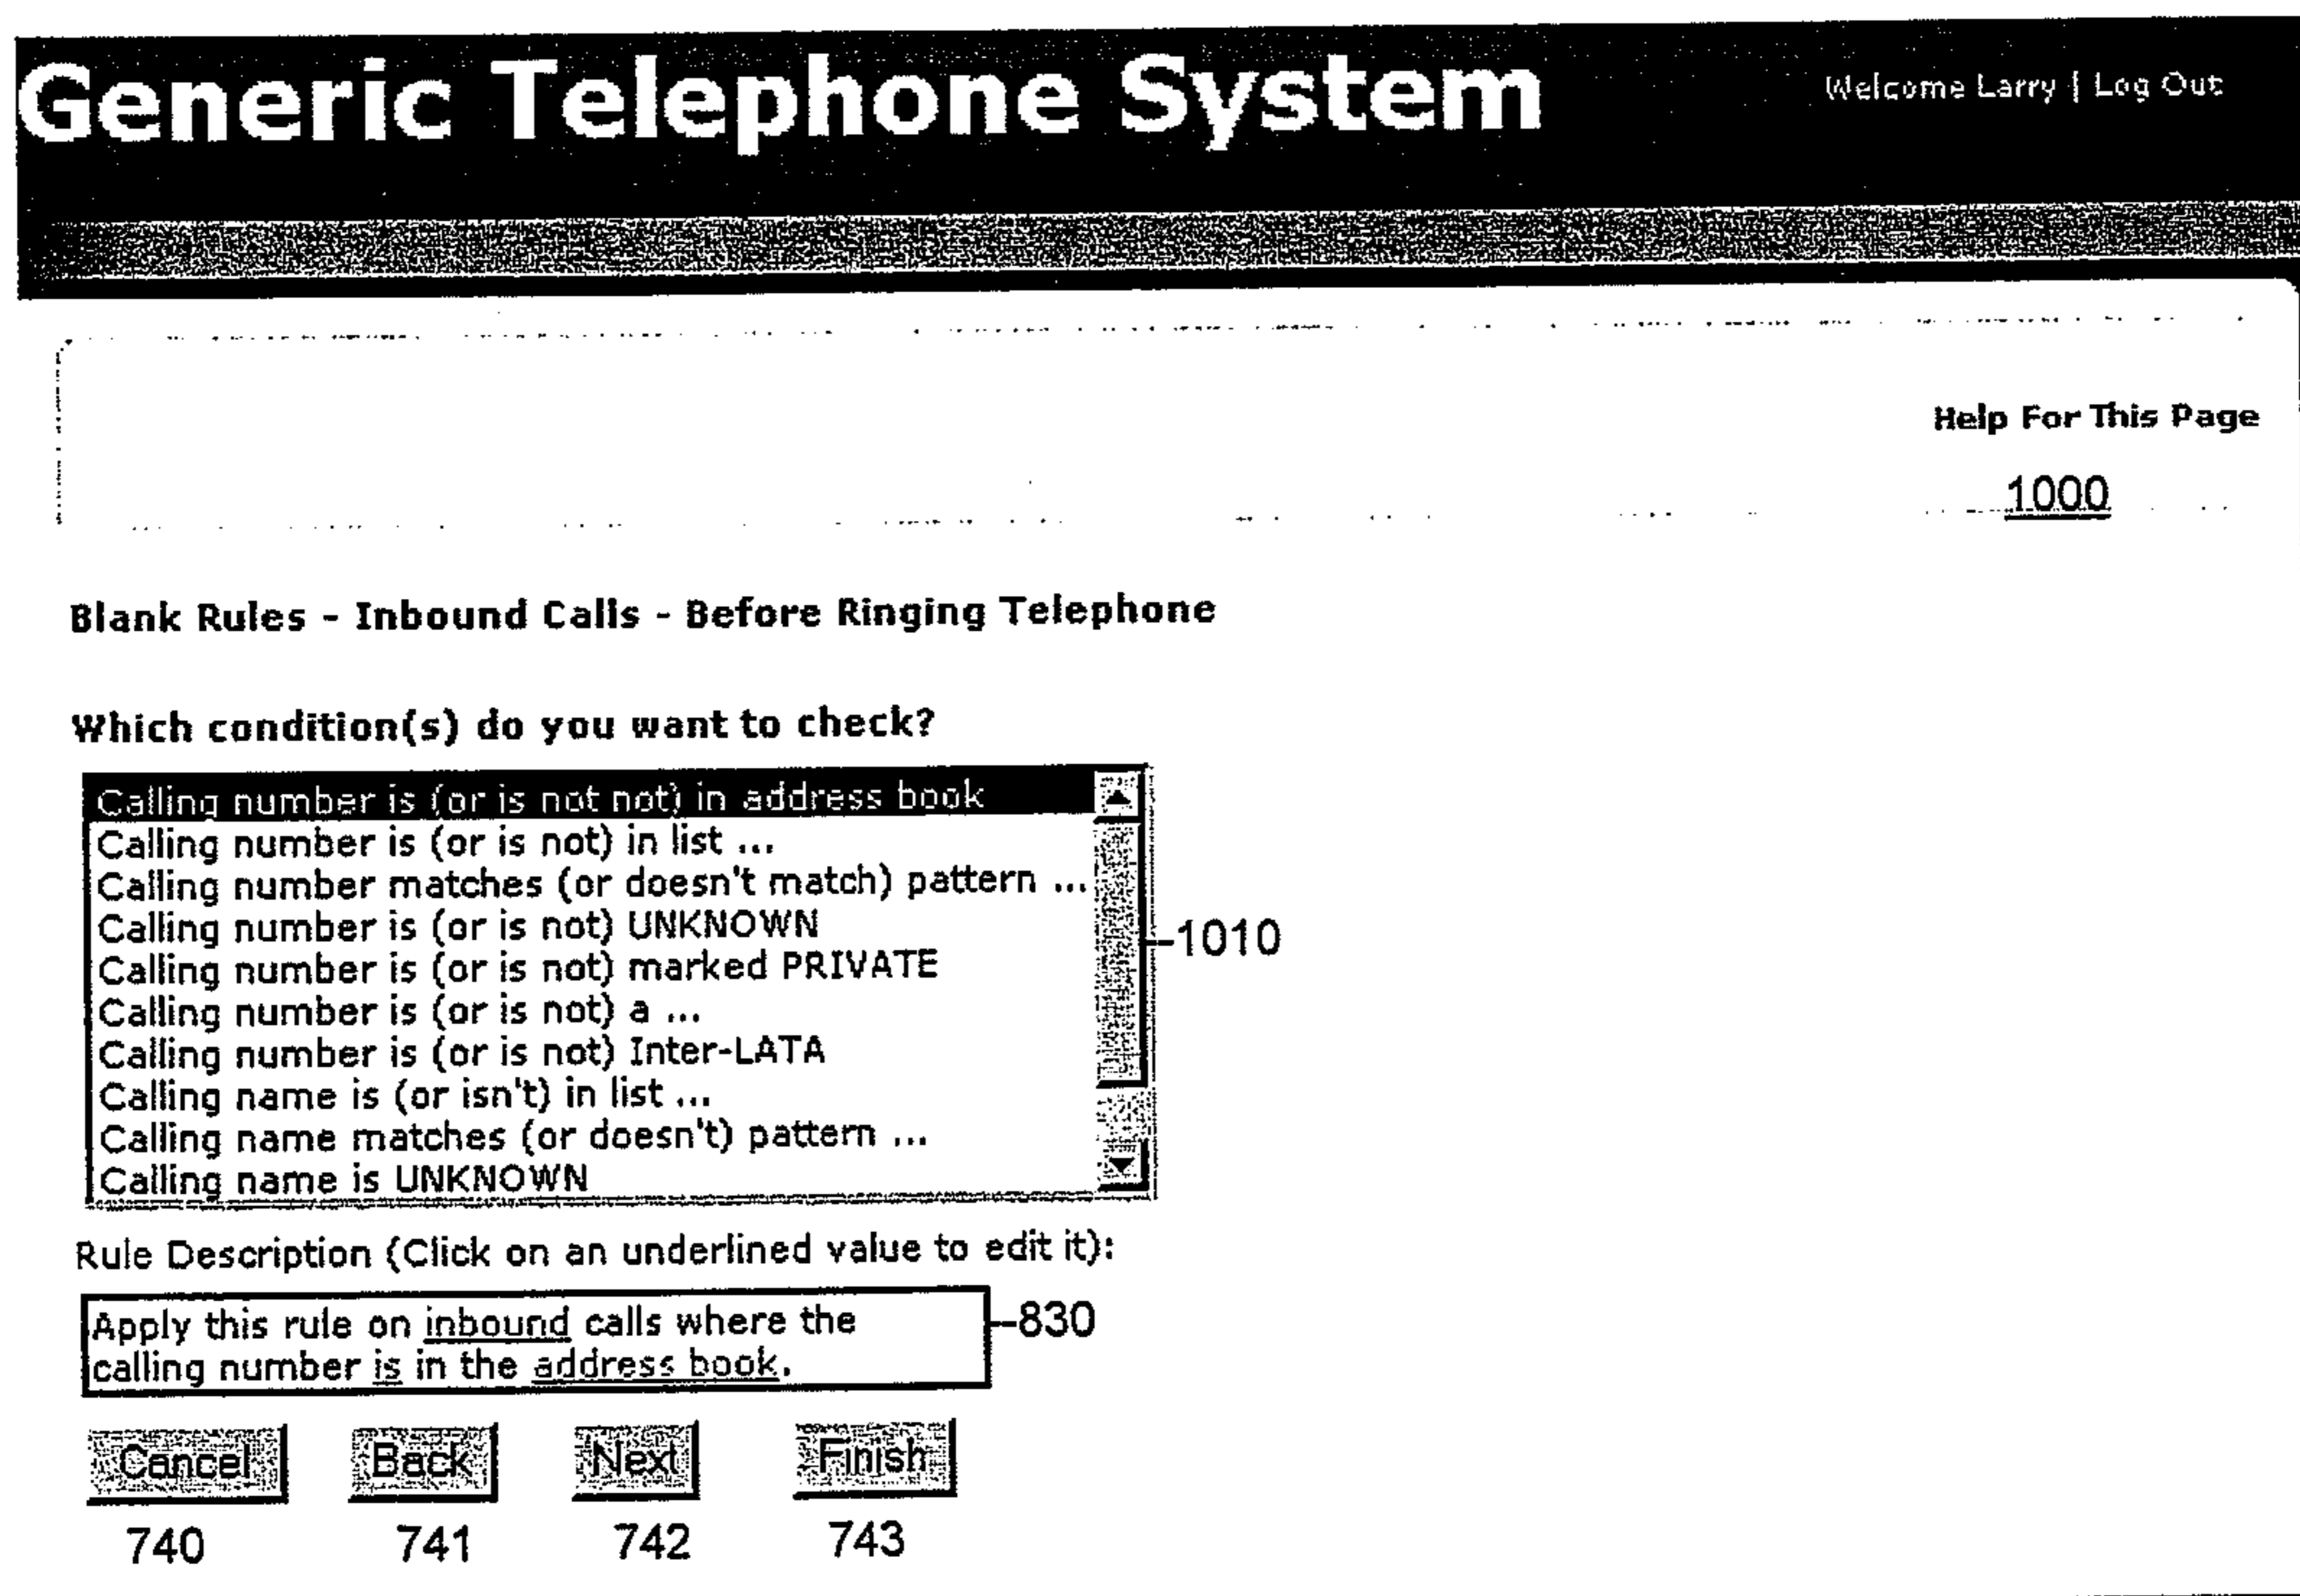 Generic Telephone System
Welcome Larry | Log Out
Help For This Page
1000
Blank Rules - Inbound Calls - Before Ringing Telephone
Which condition(s) do you want to check?
Calling number is (or is not not) in address book
Calling number is (or is not) in list ...
Calling number matches (or doesn't match) pattern ...
Calling number is (or is not) UNKNOWN
Calling number is (or is not) marked PRIVATE
Calling number is (or is not) a ...
Calling number is (or is not) Inter-LATA
Calling name is (or isn't) in list ...
Calling name matches (or doesn't) pattern ...
Calling name is UNKNOWN
1010
Rule Description (Click on an underlined value to edit it):
Apply this rule on inbound calls where the
calling number is in the address book.
830
Cancel Back Next Finish
740 741 742 743